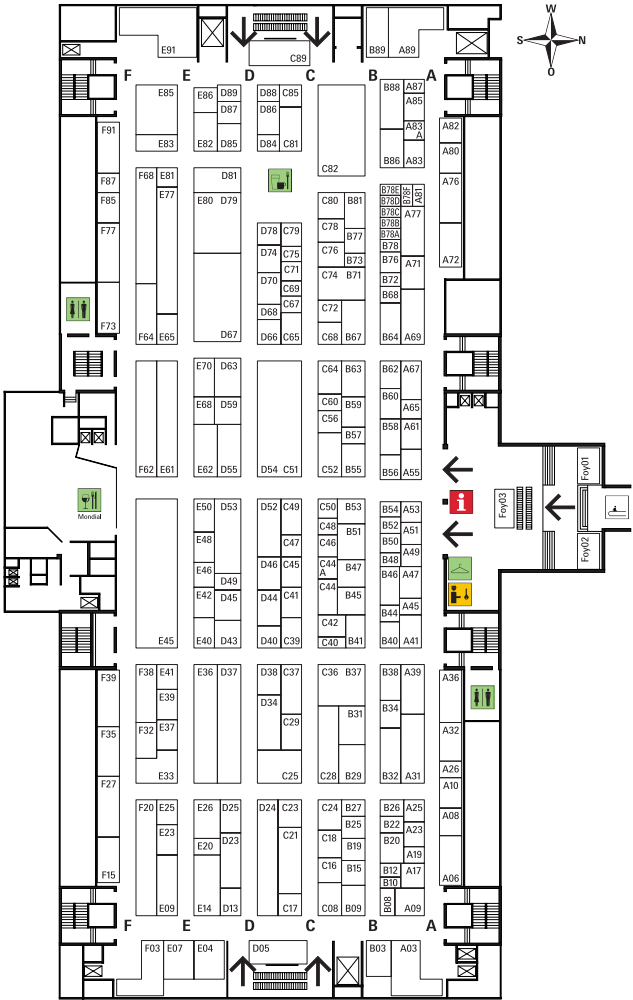 W
S N
O
E91 C89 B89 A89
F E D C B A
E85 E86 D89 D88 C85 B88 A87
D87 D86 A85
A83 A A82
E83 E82 D85 D84 C81 B86 A83 A80
F91 C82
F87 F68 E81 D81 A76
F85 E77 E80 D79 C80 B81 B78E B78F A81
B78D
B78C A77
C78 B78B
F77 D78 C79 B77 B78A
C76 B78
D74 C75 B73 B76 A71 A72
C71 C74 B71
D70 C69 B72
B68
C67 C72
D68
F73 F64 E65 D67 D66 C65 C68 B67 B64 A69
E70 D63 C64 B63 B62 A67
E68 D59 C60 B59 B60 A65
C56
B57 B58 A61
F62 E61 E62 D55 D54 C51 C52 B55 B56 A55
Foy01
Foy03
Foy02
i
Mondial
E50 D53 D52 C49 C50 B53 B54 A53
C48 B51 B52 A51
E48 C47 C46 B50
A49
E46 D46 C45 C44 A B47 B48
D49 B46 A47
E42 D45 D44 C41 C44 B45
B44 A45
C42
E45 E40 D43 D40 C39 C40 B41 B40 A41
F39 F38 E41 E36 D37 D38 C37 C36 B37 B38 A39 A36
E39 D34 B34
F35 F32 E37 C29 B31 A32
F27 E33 C25 C28 B29 B32 A31 A26
A10
F20 E25 E26 D25 D24 C23 C24 B27 B26 A25 A08
E23 C21 B25 B22 A23
E20 D23 C18 B19 B20
A19
C16 B15 B12 A17
F15 B10 A06
E09 E14 D13 C17 C08 B09 B08 A09
F E D C B A
F03 E07 E04 D05 B03 A03